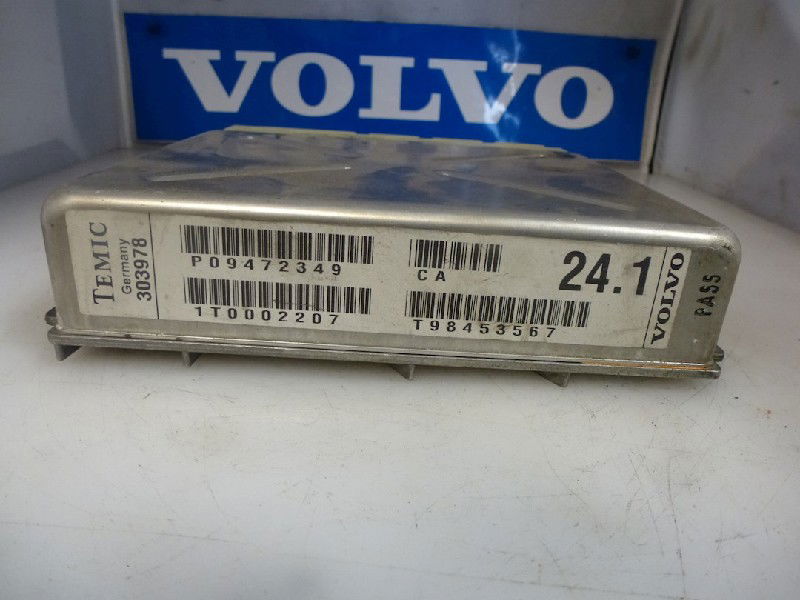 VOLVO
TEMIC
Germany
303978
P09472349
1T0002207
CA
T98453567
24.1
VOLVO
PASS